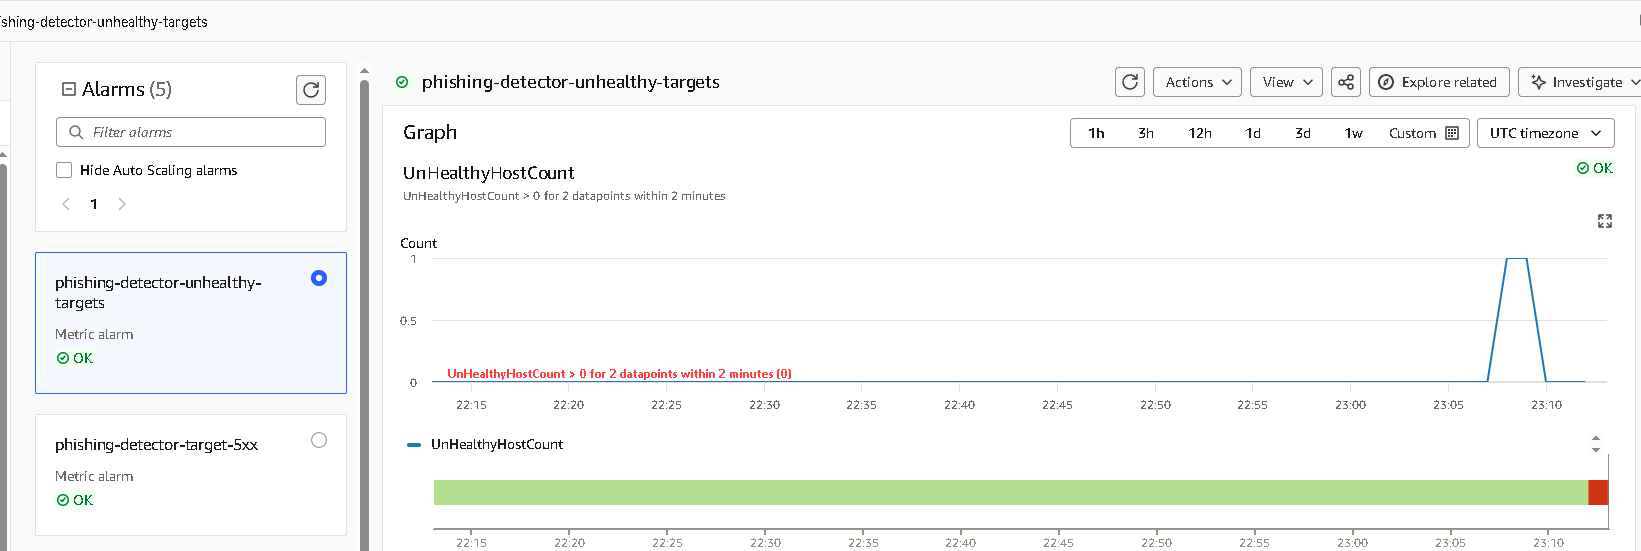 shing-detector-unhealthy-targets
Alarms (5)
Filter alarms
Hide Auto Scaling alarms
1
phishing-detector-unhealthy-
targets
Metric alarm
OK
phishing-detector-target-5xx
Metric alarm
OK
phishing-detector-unhealthy-targets
Actions
View
Explore related
Investigate
Graph
1h 3h 12h 1d 3d 1w Custom
UTC timezone
UnHealthyHostCount
OK
UnHealthyHostCount > 0 for 2 datapoints within 2 minutes
Count
1
0.5
0
UnHealthyHostCount > 0 for 2 datapoints within 2 minutes (0)
22:15 22:20 22:25 22:30 22:35 22:40 22:45 22:50 22:55 23:00 23:05 23:10
UnHealthyHostCount
22:15 22:20 22:25 22:30 22:35 22:40 22:45 22:50 22:55 23:00 23:05 23:10